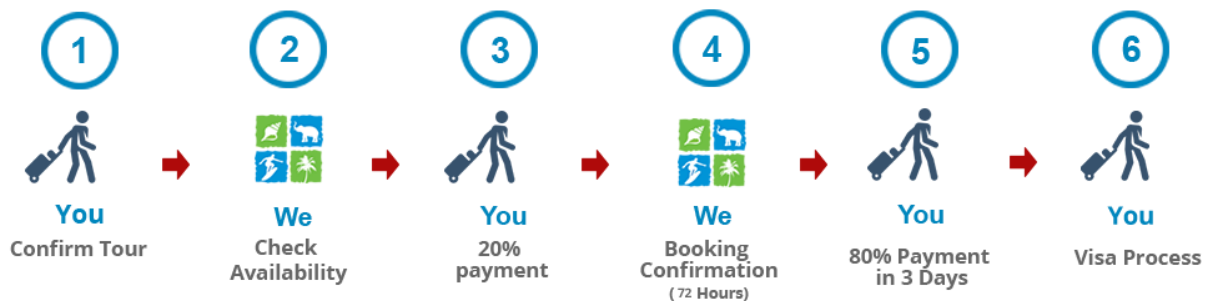 1
You
Confirm Tour
2
We
Check
Availability
3
You
20%
payment
4
We
Booking
Confirmation
( 72 Hours)
5
You
80% Payment
in 3 Days
6
You
Visa Process